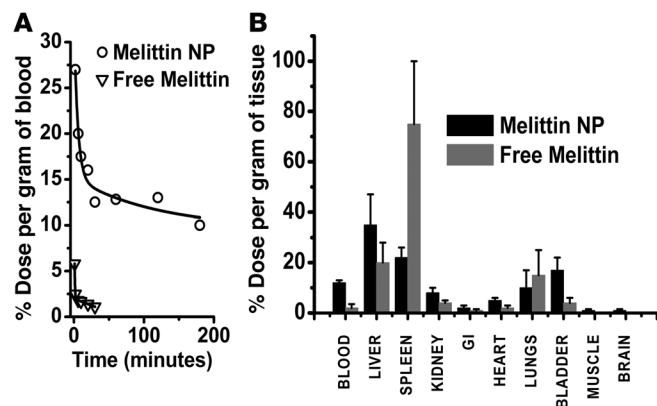 A
% Dose per gram of blood
30
25
20
15
10
5
0
Melittin NP
Free Melittin
0
100
200
Time (minutes)
B
% Dose per gram of tissue
100
80
60
40
20
0
Melittin NP
Free Melittin
BLOOD
LIVER
SPLEEN
KIDNEY
GI
HEART
LUNGS
BLADDER
MUSCLE
BRAIN